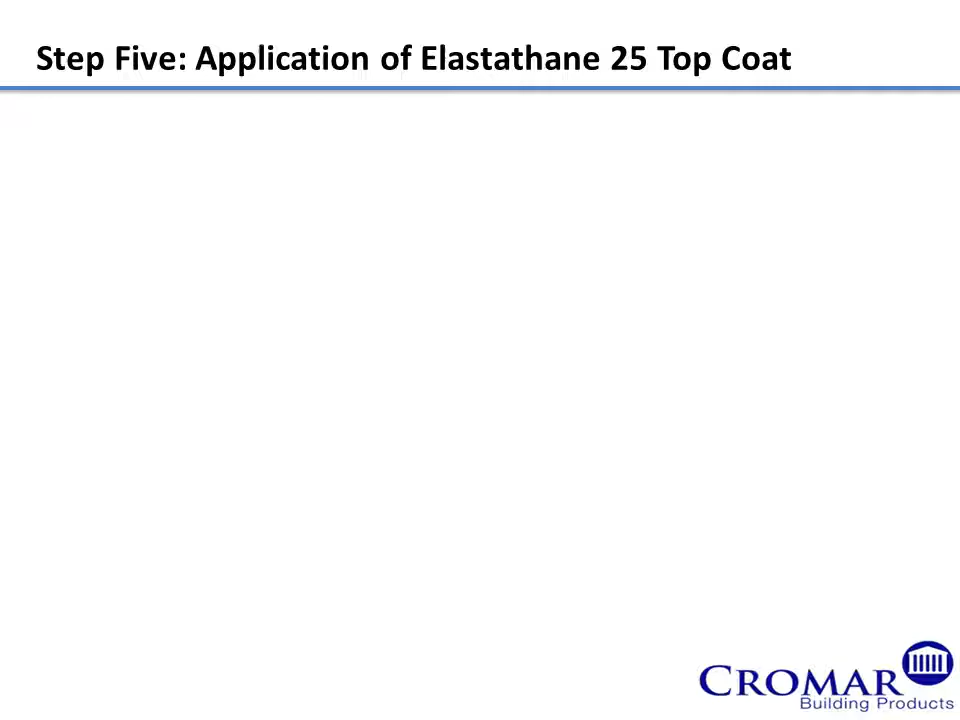 Step Five: Application of Elastathane 25 Top Coat
CROMAR
Building Products